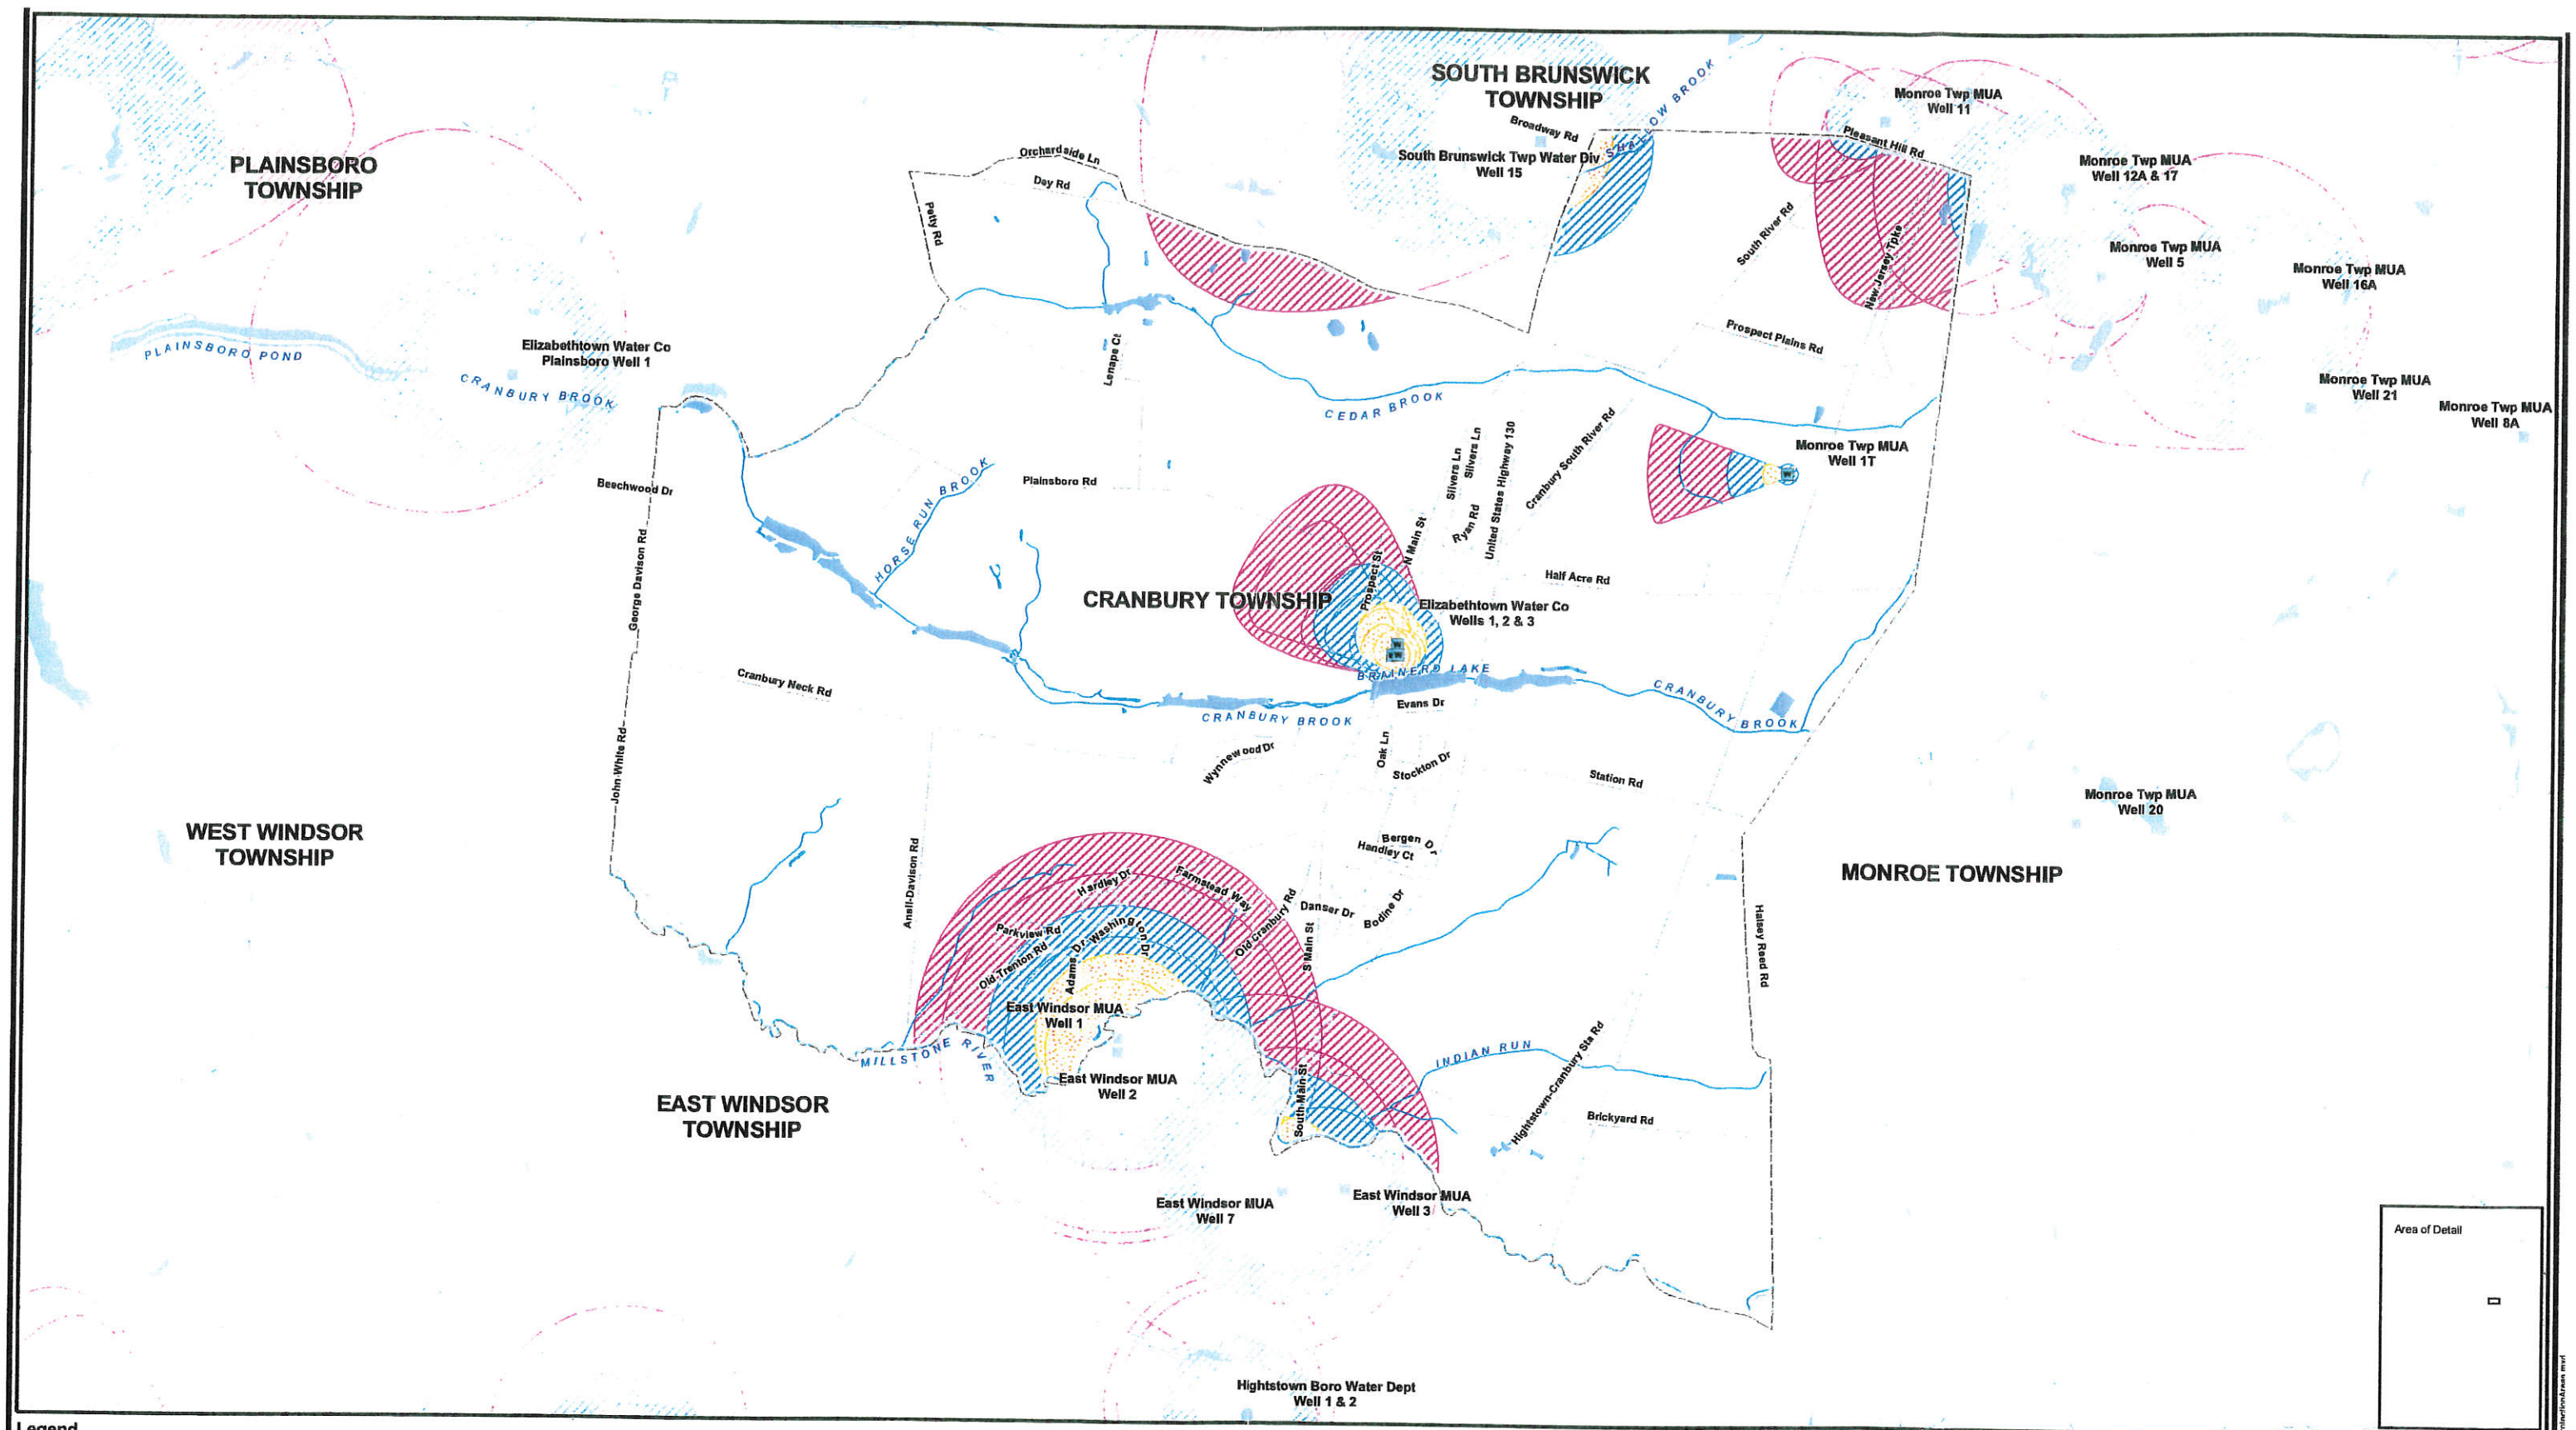 SOUTH BRUNSWICK
TOWNSHIP
SHALLOW BROOK
Monroe Twp MUA
Well 11
Broadway Rd
Pleasant Hill Rd
PLAINSBORO
TOWNSHIP
Orchardside Ln
Dey Rd
South Brunswick Twp Water Div
Well 15
Monroe Twp MUA
Well 12A & 17
Petty Rd
South River Rd
New Jersey Tpke
Monroe Twp MUA
Well 5
Monroe Twp MUA
Well 16A
PLAINSBORO POND
Elizabethtown Water Co
Plainsboro Well 1
CRANBURY BROOK
Lenape Ct
Prospect Plains Rd
Monroe Twp MUA
Well 21
Monroe Twp MUA
Well 8A
CEDAR BROOK
Monroe Twp MUA
Well 1T
W
Beechwood Dr
Plainsboro Rd
HORSE RUN BROOK
Silvers Ln
Silvers Ln
United States Highway 130
Cranbury South River Rd
Ryan Rd
N Main St
Prospect St
Half Acre Rd
George Davison Rd
CRANBURY TOWNSHIP
Elizabethtown Water Co
Wells 1, 2 & 3
W
W
BRAINERD LAKE
Cranbury Neck Rd
Evans Dr
CRANBURY BROOK
CRANBURY BROOK
John White Rd
Wynnewood Dr
Oak Ln
Stockton Dr
Station Rd
Monroe Twp MUA
Well 20
WEST WINDSOR
TOWNSHIP
Bergen Dr
Handley Ct
MONROE TOWNSHIP
Ansli-Davison Rd
Hardley Dr
Farmstead Way
Danser Dr
Bodine Dr
Old Cranbury Rd
S Main St
Parkview Rd
Old Trenton Rd
Adams Dr
Washington Dr
Halsey Reed Rd
East Windsor MUA
Well 1
MILLSTONE RIVER
INDIAN RUN
Hightstown-Cranbury Sta Rd
East Windsor MUA
Well 2
South Main St
Brickyard Rd
EAST WINDSOR
TOWNSHIP
East Windsor MUA
Well 7
East Windsor MUA
Well 3
Area of Detail
Hightstown Boro Water Dept
Well 1 & 2
Legend